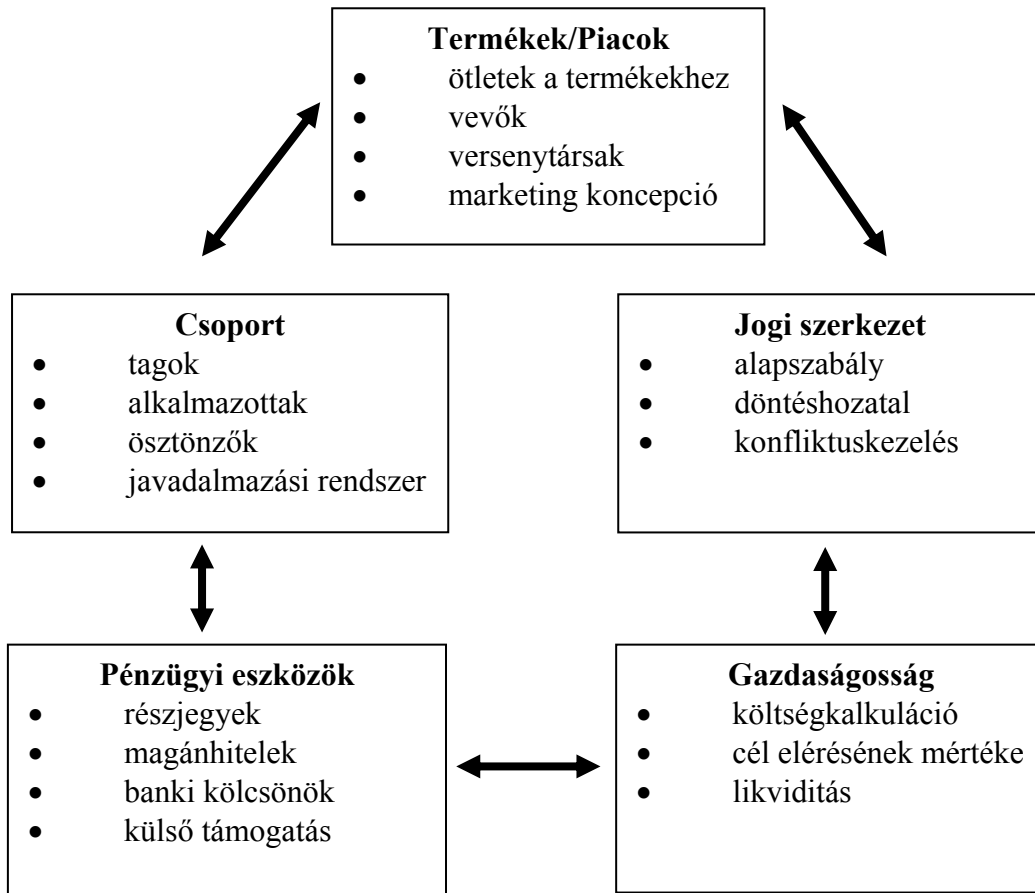 Termékek/Piacok
• ötletek a termékekhez
• vevők
• versenytársak
• marketing koncepció
Csoport
• tagok
• alkalmazottak
• ösztönzők
• javadalmazási rendszer
Jogi szerkezet
• alapszabály
• döntéshozatal
• konfliktuskezelés
Pénzügyi eszközök
• részjegyek
• magánhitelek
• banki kölcsönök
• külső támogatás
Gazdaságosság
• költségkalkuláció
• cél elérésének mértéke
• likviditás